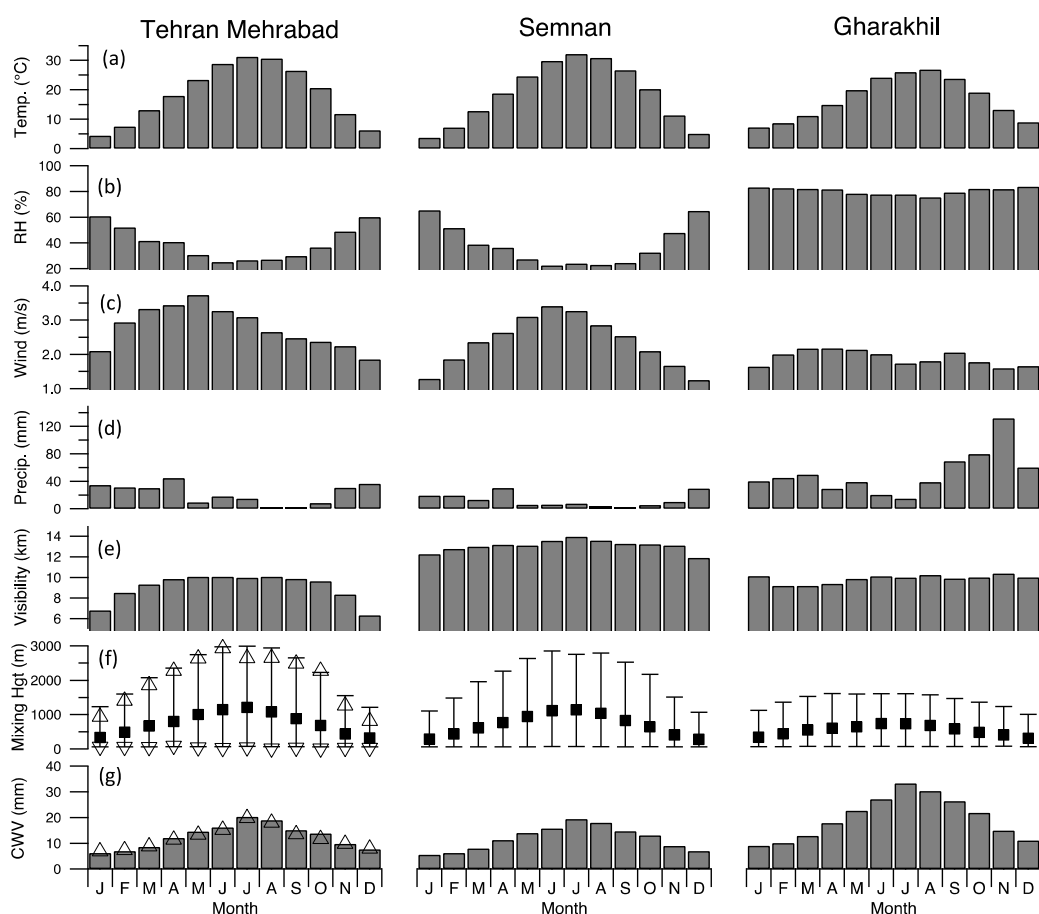 Tehran Mehrabad Semnan Gharakhil
(a)
Temp. (°C)
30
20
10
0
(b)
RH (%)
100
80
60
40
20
(c)
Wind (m/s)
4.0
3.0
2.0
1.0
(d)
Precip. (mm)
120
80
40
0
(e)
Visibility (km)
14
12
10
8
6
(f)
Mixing Hgt (m)
3000
2000
1000
0
(g)
CWV (mm)
40
30
20
10
0
J F M A M J J A S O N D J F M A M J J A S O N D J F M A M J J A S O N D
Month Month Month